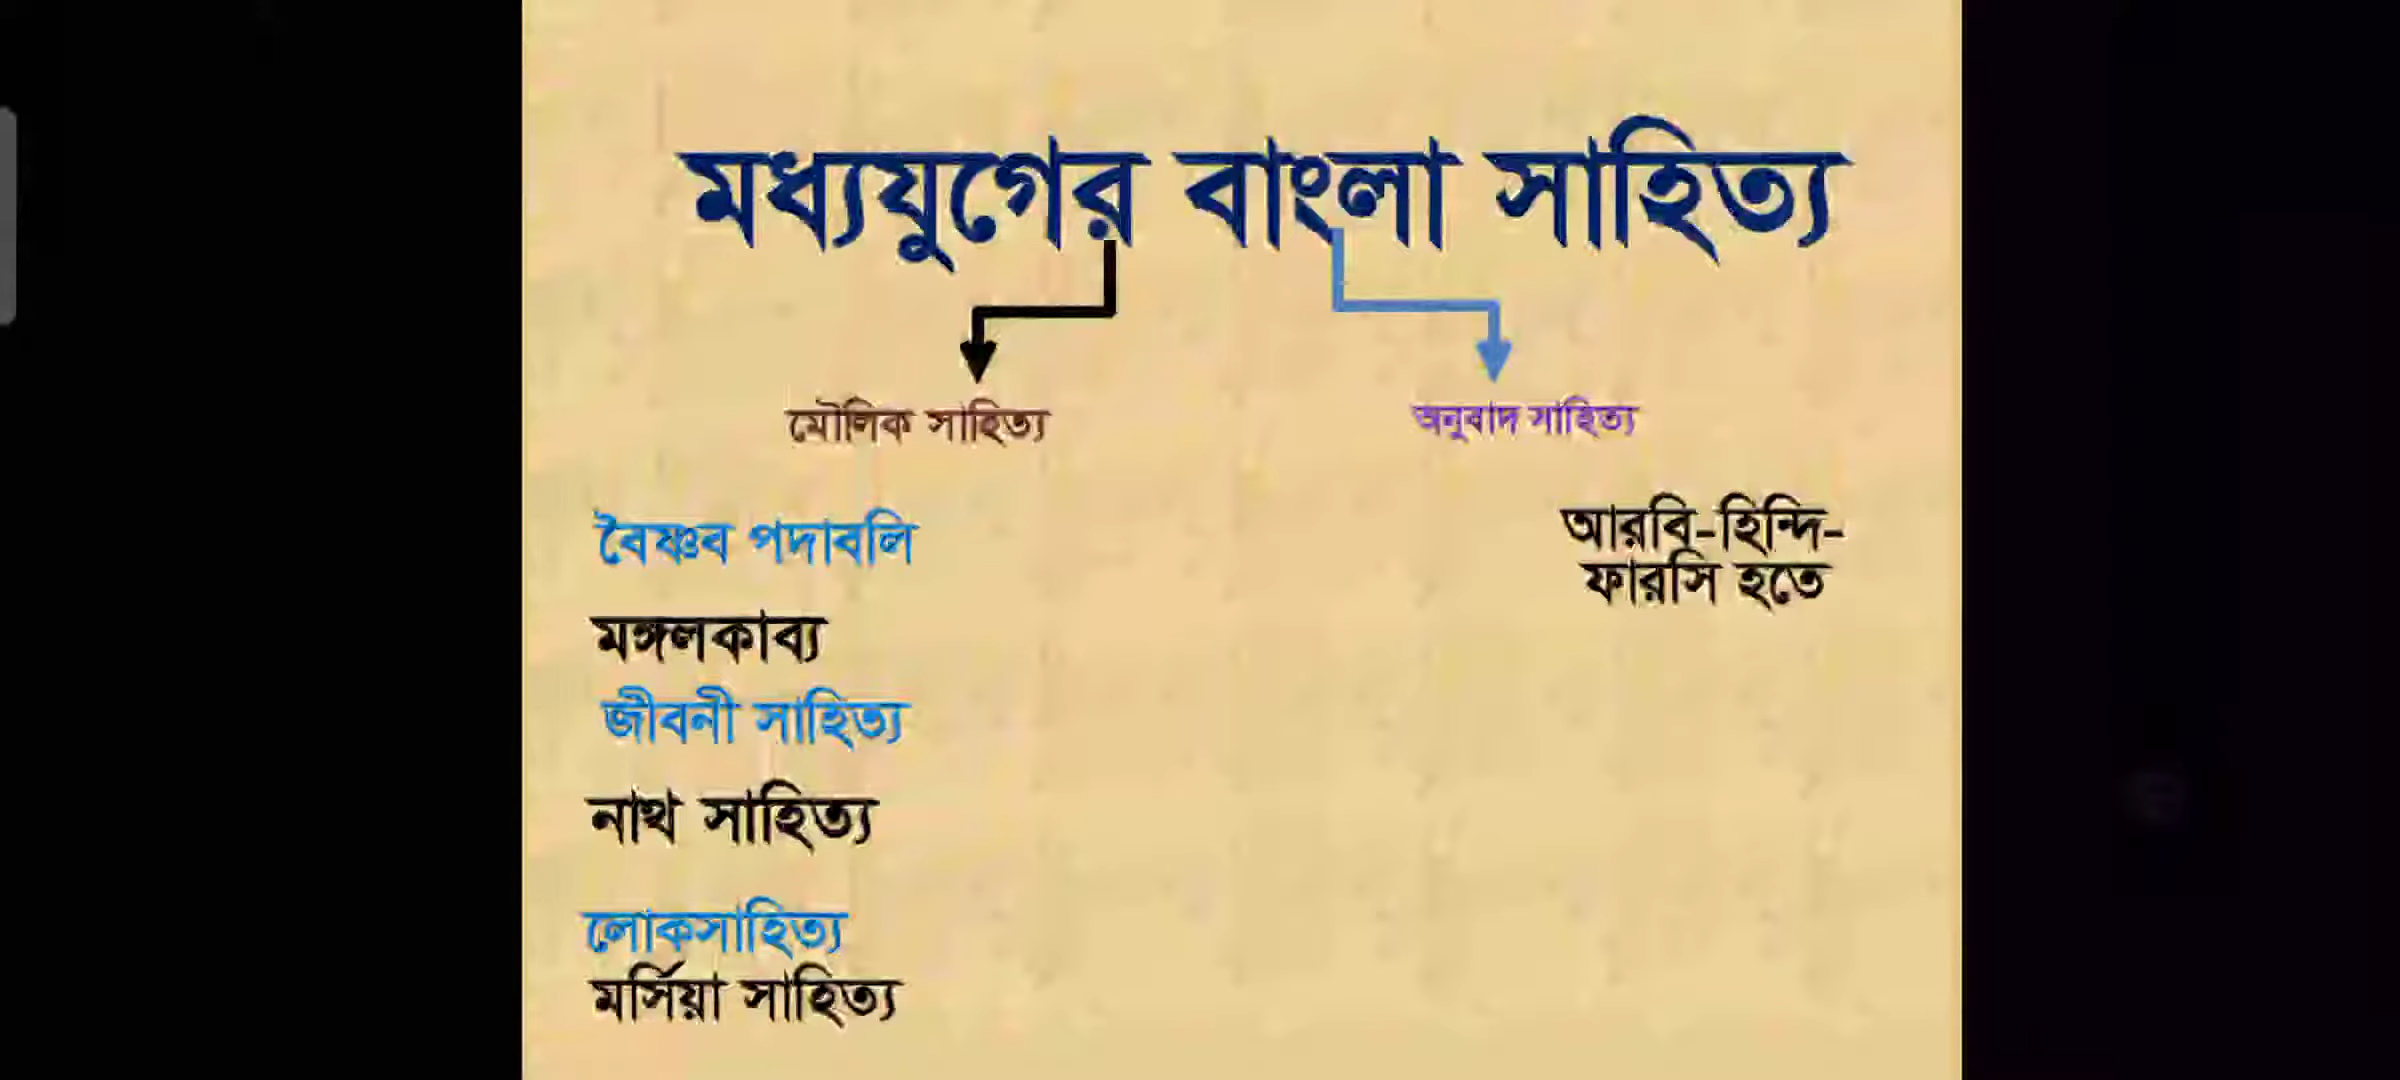 মধ্যযুগের বাংলা সাহিত্য
মৌলিক সাহিত্য
অনুবাদ সাহিত্য
বৈষ্ণব পদাবলি
মঙ্গলকাব্য
জীবনী সাহিত্য
নাথ সাহিত্য
লোকসাহিত্য
মর্সিয়া সাহিত্য
আরবি-হিন্দি-
ফারসি হতে